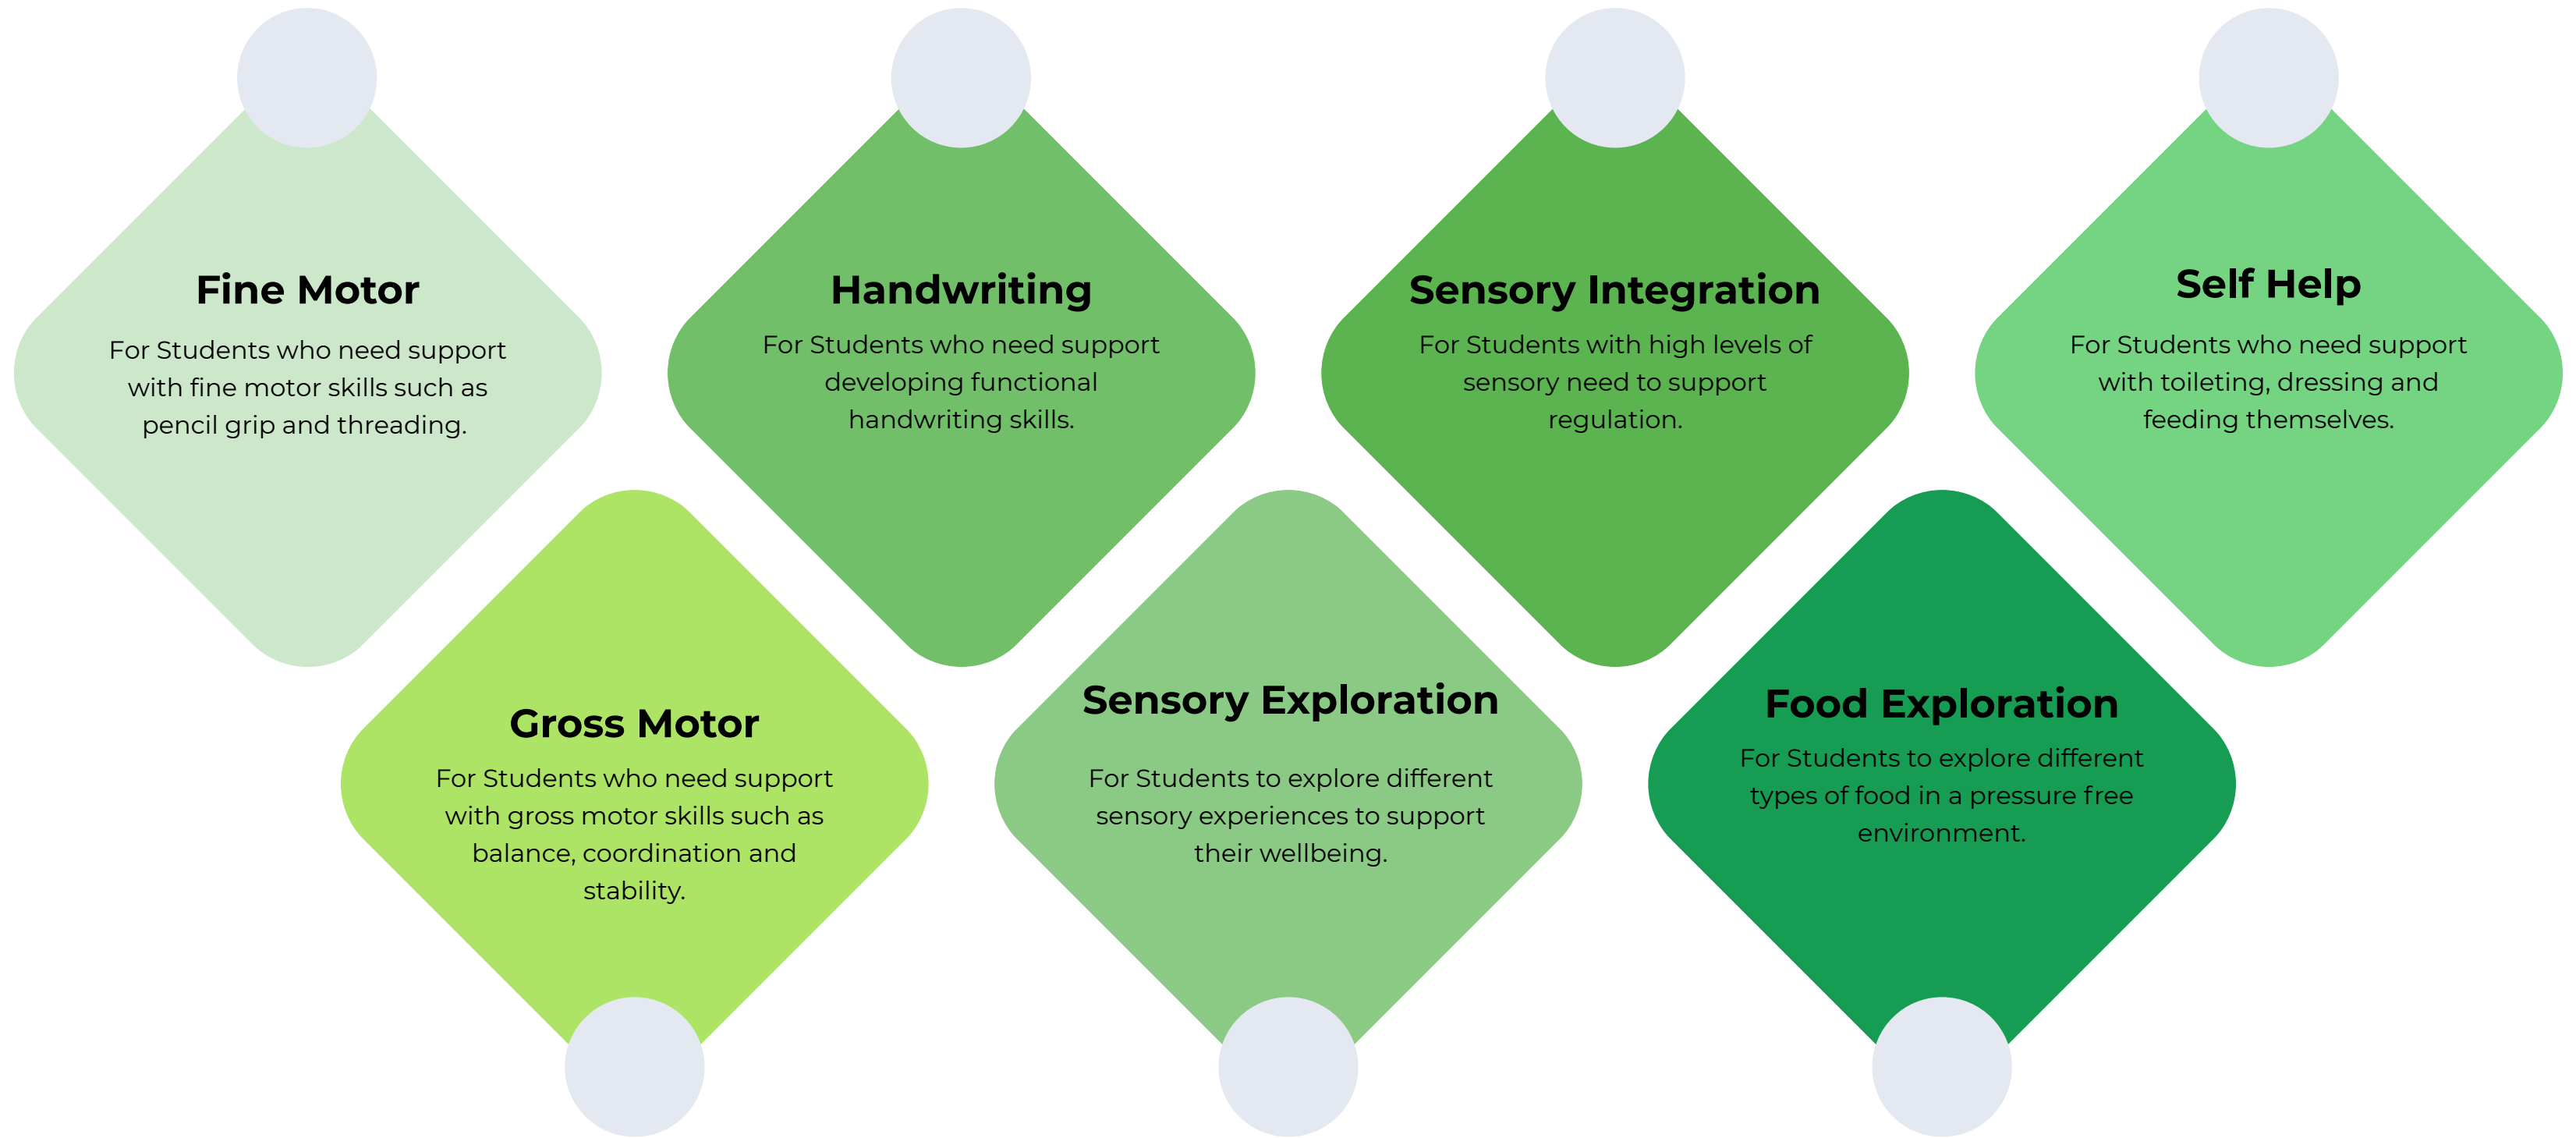 Fine Motor
For Students who need support
with fine motor skills such as
pencil grip and threading.
Handwriting
For Students who need support
developing functional
handwriting skills.
Sensory Integration
For Students with high levels of
sensory need to support
regulation.
Self Help
For Students who need support
with toileting, dressing and
feeding themselves.
Gross Motor
For Students who need support
with gross motor skills such as
balance, coordination and
stability.
Sensory Exploration
For Students to explore different
sensory experiences to support
their wellbeing.
Food Exploration
For Students to explore different
types of food in a pressure free
environment.